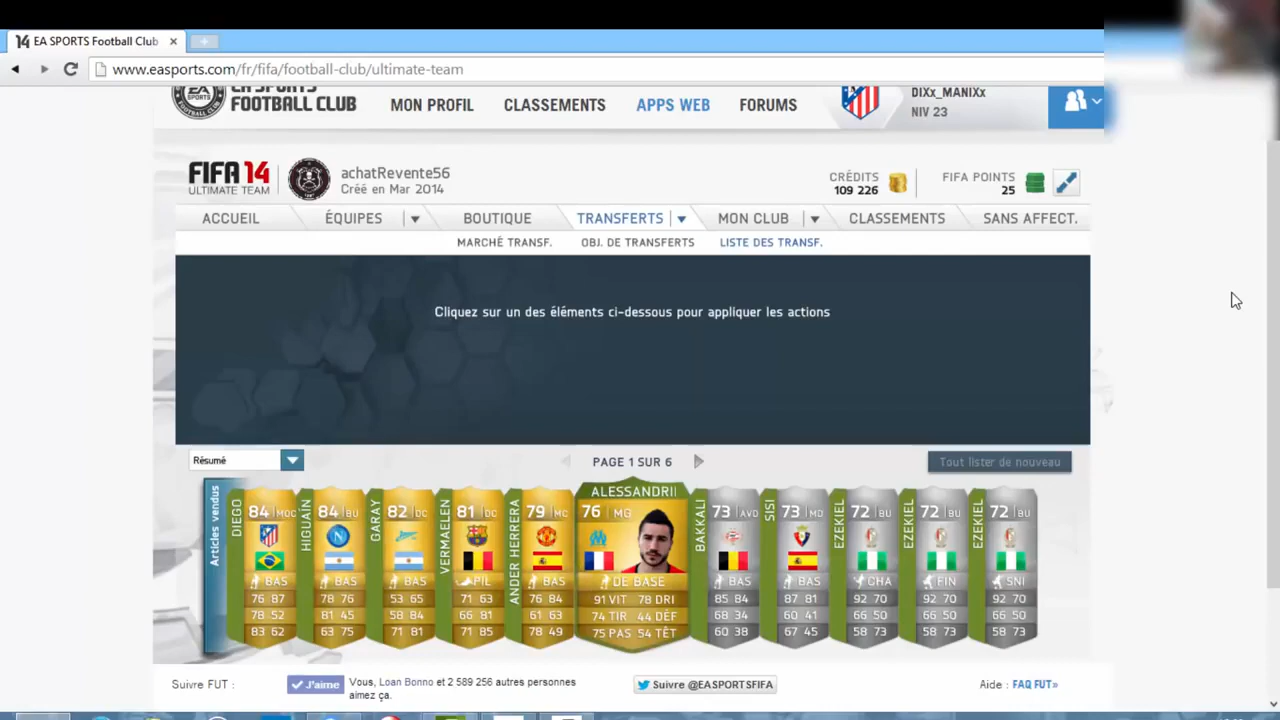 14 EA SPORTS Football Club
www.easports.com/fr/fifa/football-club/ultimate-team
EA SPORTS
FOOTBALL CLUB
MON PROFIL CLASSEMENTS APPS WEB FORUMS
DIXx_MANIXx
NIV 23
FIFA 14
ULTIMATE TEAM
achatRevente56
Créé en Mar 2014
CRÉDITS
109 226
FIFA POINTS
25
ACCUEIL ÉQUIPES BOUTIQUE TRANSFERTS MON CLUB CLASSEMENTS SANS AFFECT.
MARCHÉ TRANSF. OBJ. DE TRANSFERTS LISTE DES TRANSF.
Cliquez sur un des éléments ci-dessous pour appliquer les actions
Résumé
PAGE 1 SUR 6
Tout lister de nouveau
Articles vendus
DIEGO
84 MOC
BAS
76 87
78 52
83 62
HIGUAIN
84 BU
BAS
78 76
81 45
63 75
GARAY
82 DC
BAS
53 65
58 84
71 81
VERMAELEN
81 DC
PIL
71 63
66 81
71 85
ANDER HERRERA
79 MC
BAS
76 84
61 63
78 49
ALESSANDRII
76 MG
DE BASE
91 VIT 78 DRI
74 TIR 44 DÉF
75 PAS 54 TÊT
BAKKALI
73 AVD
BAS
85 84
68 34
60 38
SISI
73 MD
BAS
87 81
60 41
67 45
EZEKIEL
72 BU
CHA
92 70
66 50
58 73
EZEKIEL
72 BU
FIN
92 70
66 50
58 73
EZEKIEL
72 BU
SNI
92 70
66 50
58 73
Suivre FUT :
J'aime
Vous, Loan Bonno et 2 589 256 autres personnes
aimez ça.
Suivre @EASPORTSFIFA
Aide : FAQ FUT»